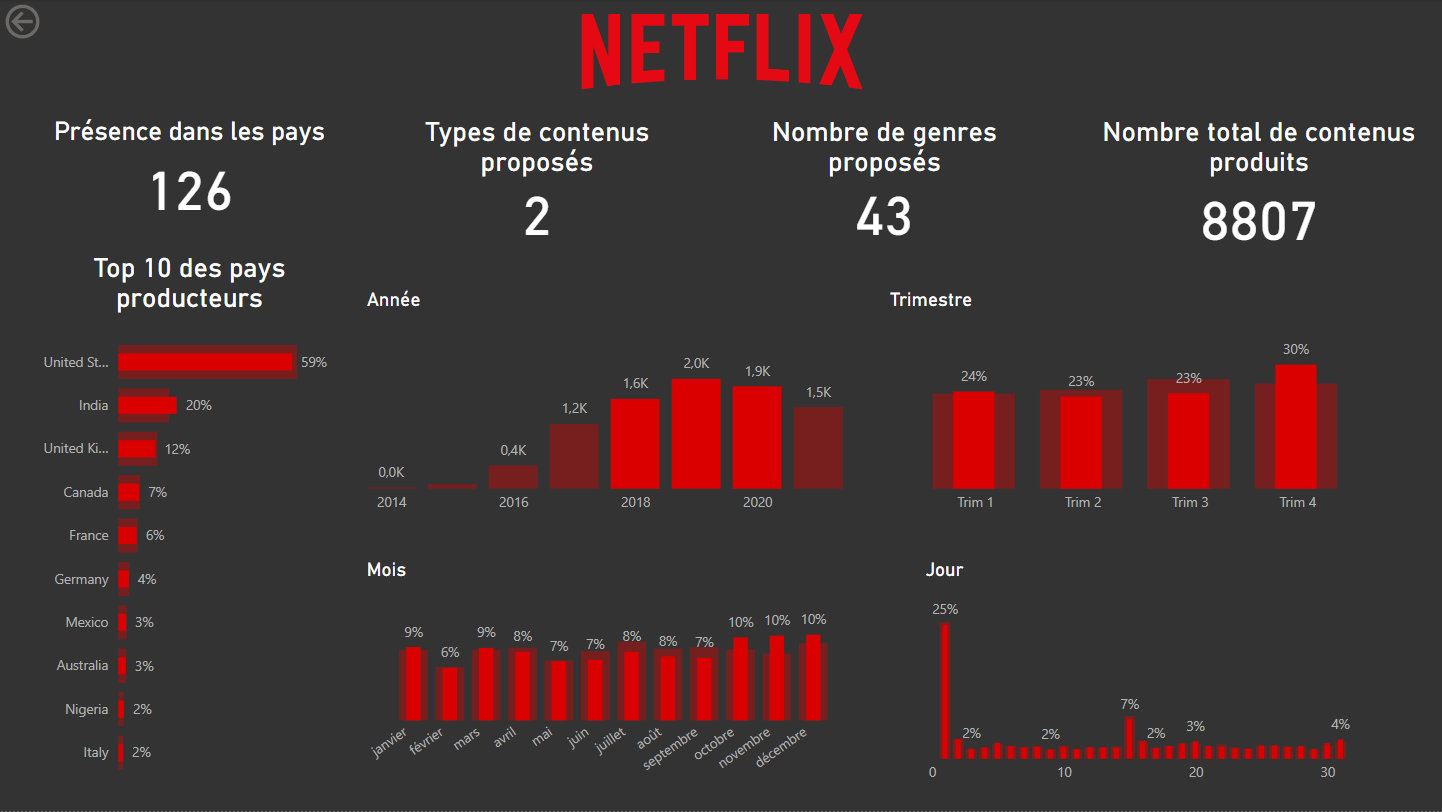 NETFLIX
Présence dans les pays
126
Types de contenus
proposés
2
Nombre de genres
proposés
43
Nombre total de contenus
produits
8807
Top 10 des pays
producteurs
United St... 59%
India 20%
United Ki... 12%
Canada 7%
France 6%
Germany 4%
Mexico 3%
Australia 3%
Nigeria 2%
Italy 2%
Année
0,0K 0,4K 1,2K 1,6K 2,0K 1,9K 1,5K
2014 2016 2018 2020
Trimestre
24% 23% 23% 30%
Trim 1 Trim 2 Trim 3 Trim 4
Mois
9% 6% 9% 8% 7% 7% 8% 8% 7% 10% 10% 10%
janvier février mars avril mai juin juillet août septembre octobre novembre décembre
Jour
25% 2% 2% 7% 2% 3% 4%
0 10 20 30